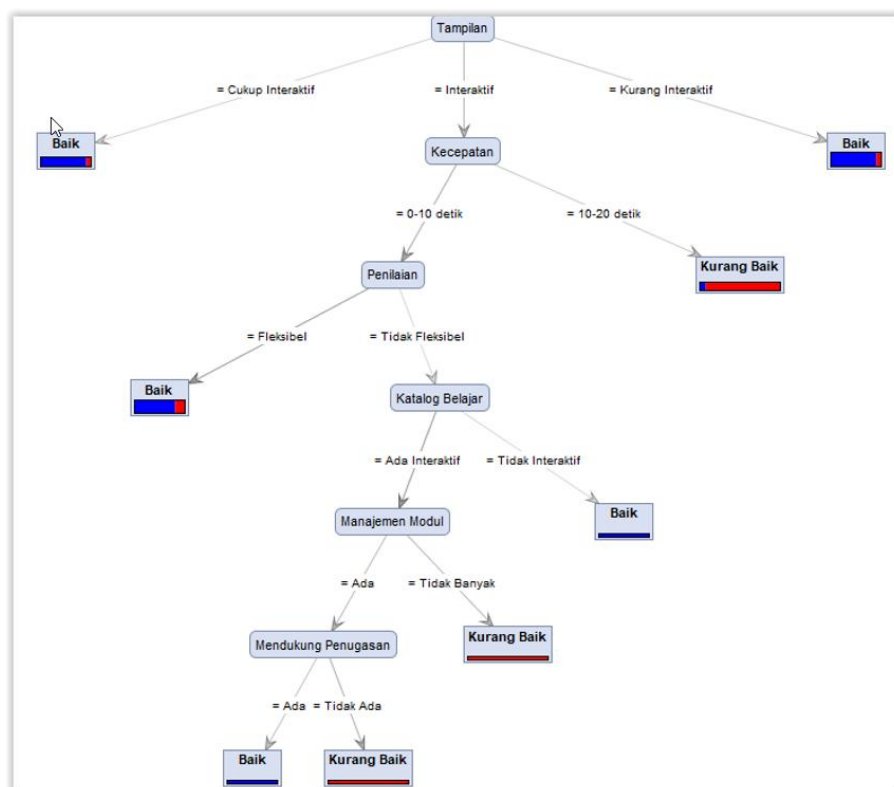 Tampilan
= Cukup Interaktif
= Interaktif
= Kurang Interaktif
Baik
Kecepatan
Baik
= 0-10 detik
= 10-20 detik
Penilaian
Kurang Baik
= Fleksibel
= Tidak Fleksibel
Baik
Katalog Belajar
= Ada Interaktif
= Tidak Interaktif
Manajemen Modul
Baik
= Ada
= Tidak Banyak
Mendukung Penugasan
Kurang Baik
= Ada
= Tidak Ada
Baik
Kurang Baik